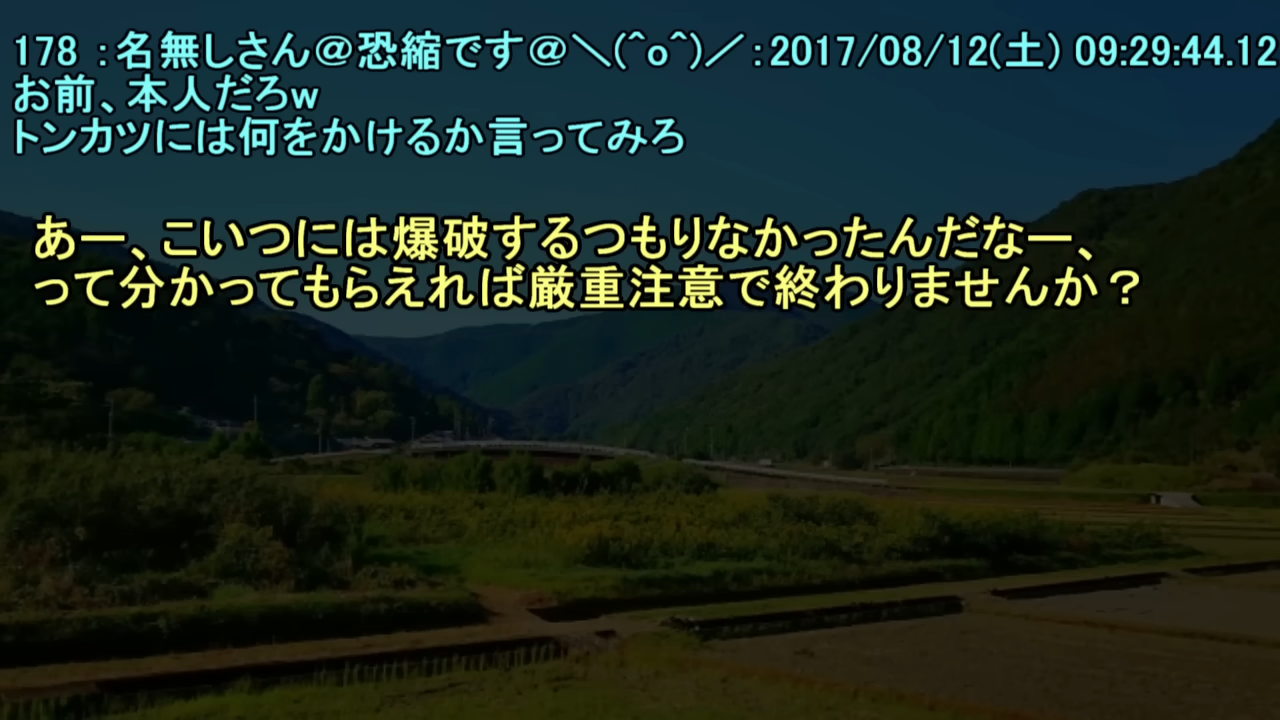 178 :名無しさん@恐縮です@＼(^o^)／:2017/08/12(土) 09:29:44.12
お前、本人だろw
トンカツには何をかけるか言ってみろ
あー、こいつには爆破するつもりなかったんだなー、
って分かってもらえれば厳重注意で終わりませんか？